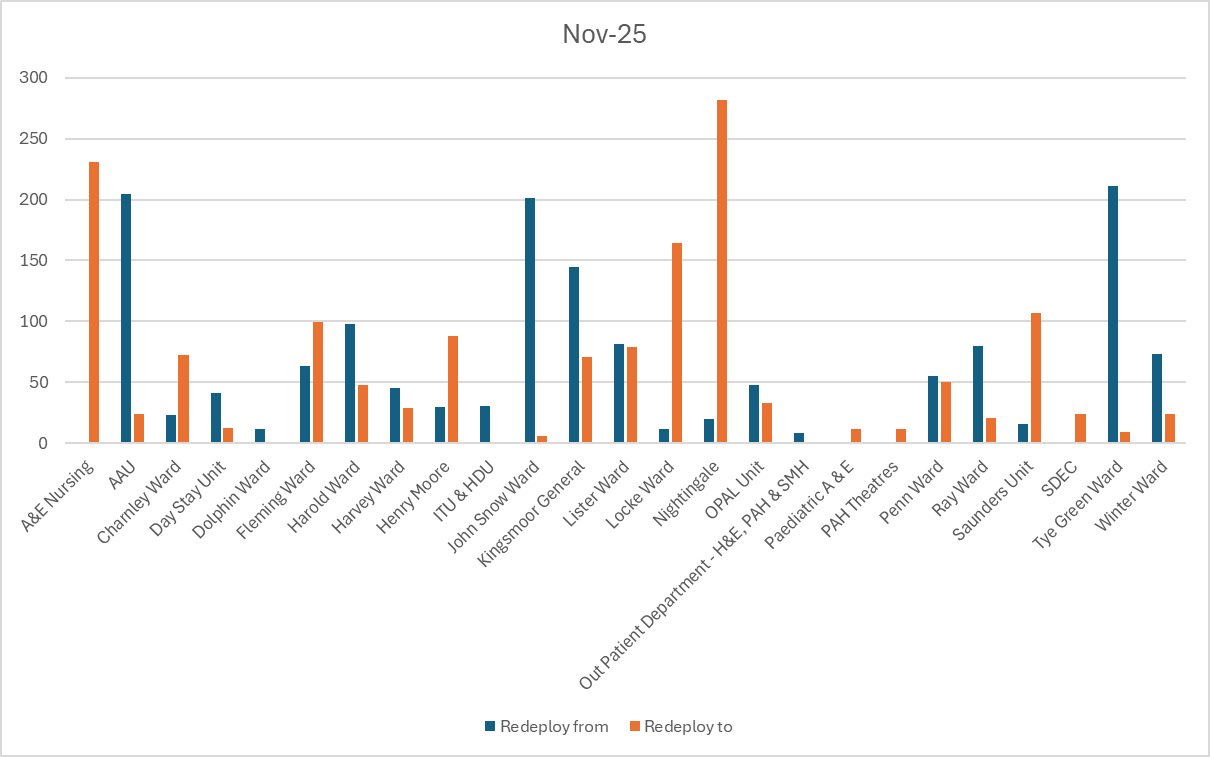 Nov-25
300
250
200
150
100
50
0
A&E Nursing
AAU
Charnley Ward
Day Stay Unit
Dolphin Ward
Fleming Ward
Harold Ward
Harvey Ward
Henry Moore
ITU & HDU
John Snow Ward
Kingsmoor General
Lister Ward
Locke Ward
Nightingale
OPAL Unit
Out Patient Department - H&E, PAH & SMH
Paediatric A & E
PAH Theatres
Penn Ward
Ray Ward
Saunders Unit
SDEC
Tye Green Ward
Winter Ward
Redeploy from
Redeploy to